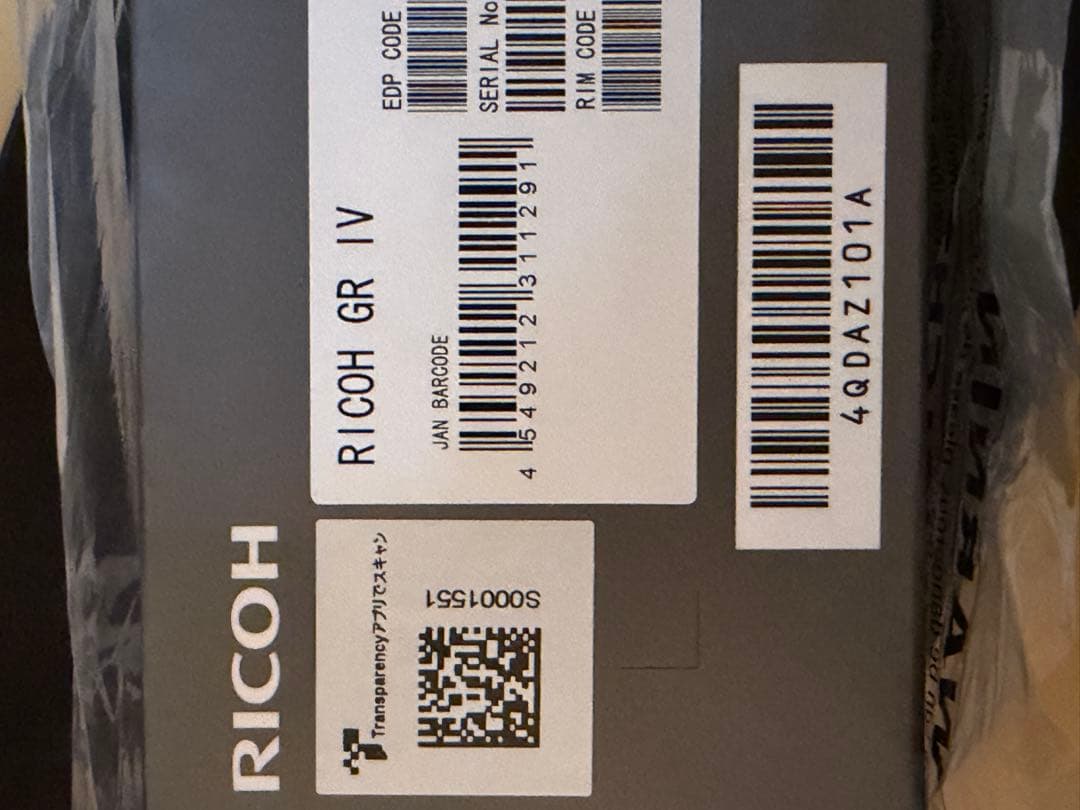 RICOH
RICOH GR IV
JAN BARCODE
4 549212 311291
EDP CODE
SERIAL No
RIM CODE
Transparencyアプリでスキャン
S0001551
4QDAZ101A